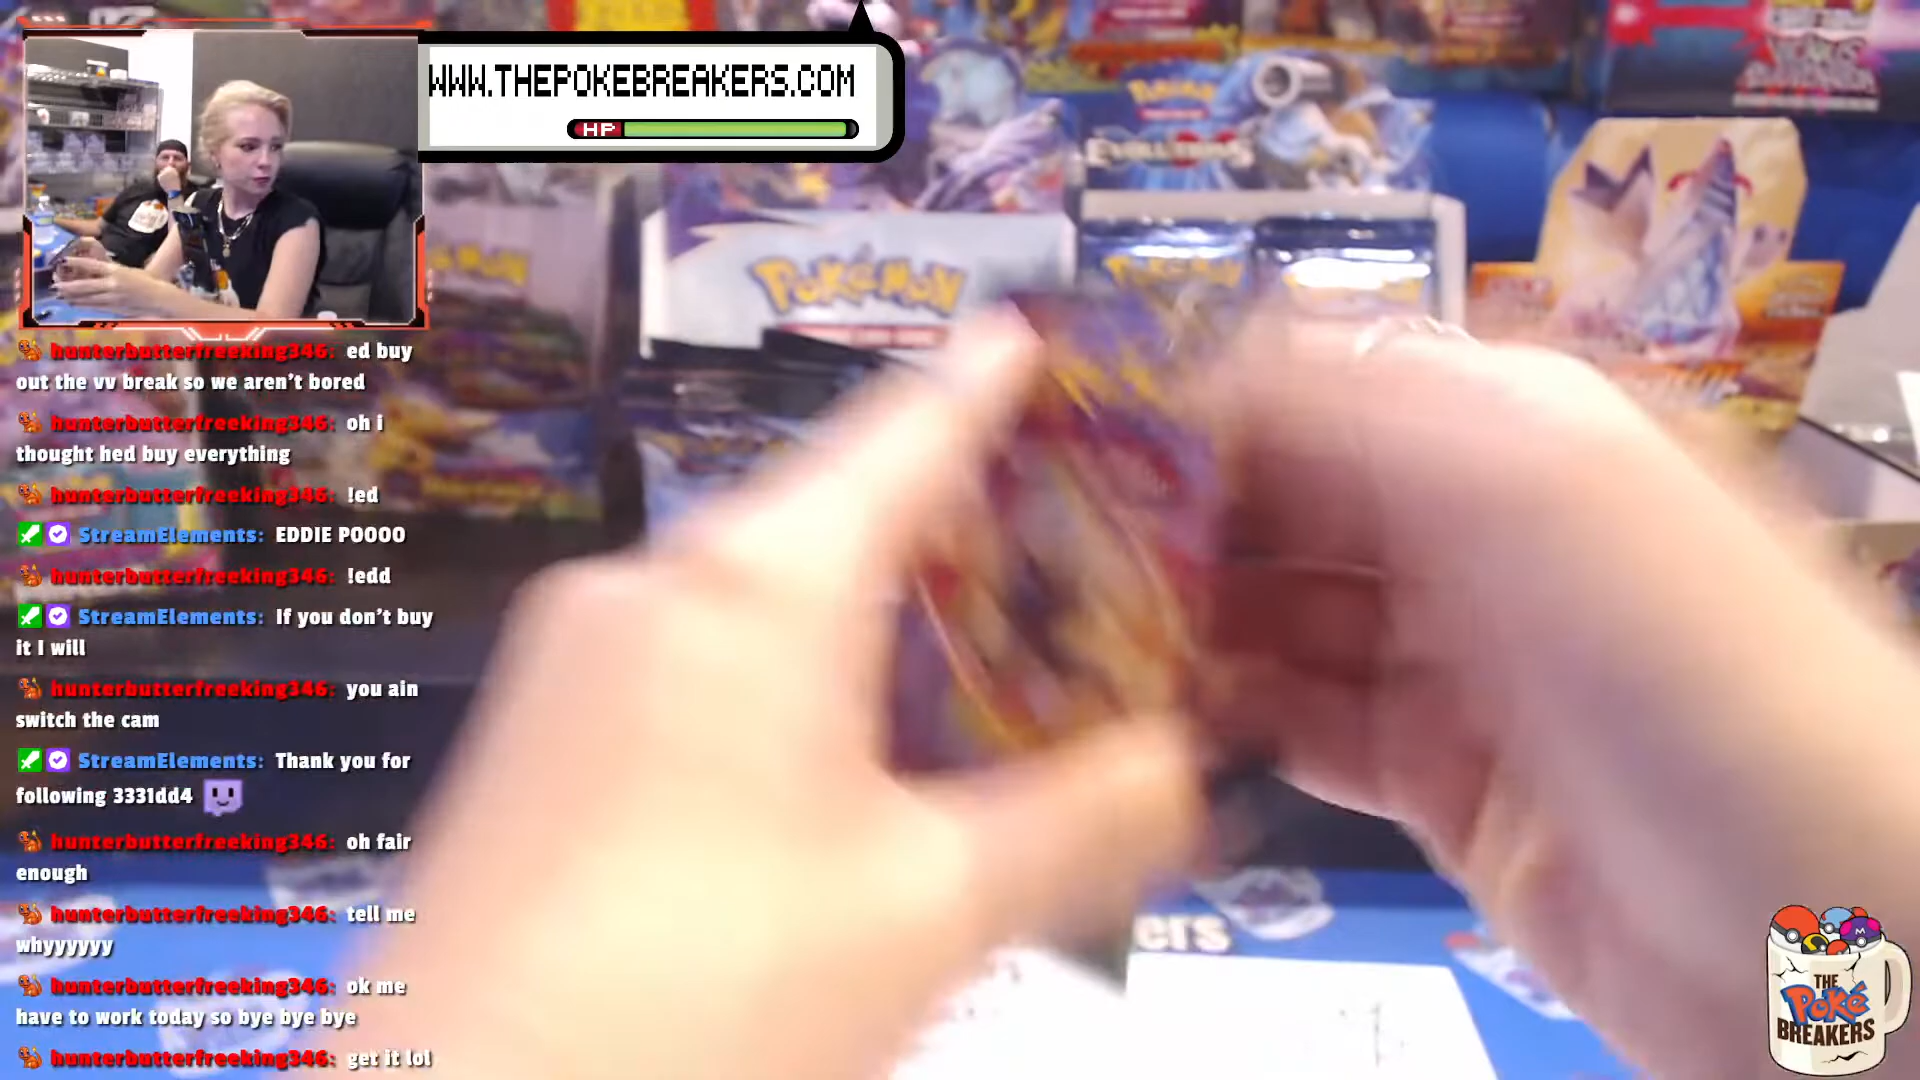 WWW.THEPOKEBREAKERS.COM
HP
POKÉMON
EVOLUTIONS
POKÉMON
hunterbutterfreeking346: ed buy
out the vv break so we aren't bored
hunterbutterfreeking346: oh i
thought hed buy everything
hunterbutterfreeking346: !ed
StreamElements: EDDIE POOOO
hunterbutterfreeking346: !edd
StreamElements: If you don't buy
it I will
hunterbutterfreeking346: you ain
switch the cam
StreamElements: Thank you for
following 3331dd4
hunterbutterfreeking346: oh fair
enough
hunterbutterfreeking346: tell me
whyyyyyy
hunterbutterfreeking346: ok me
have to work today so bye bye bye
hunterbutterfreeking346: get it lol
ers
THE
Poké
BREAKERS
M